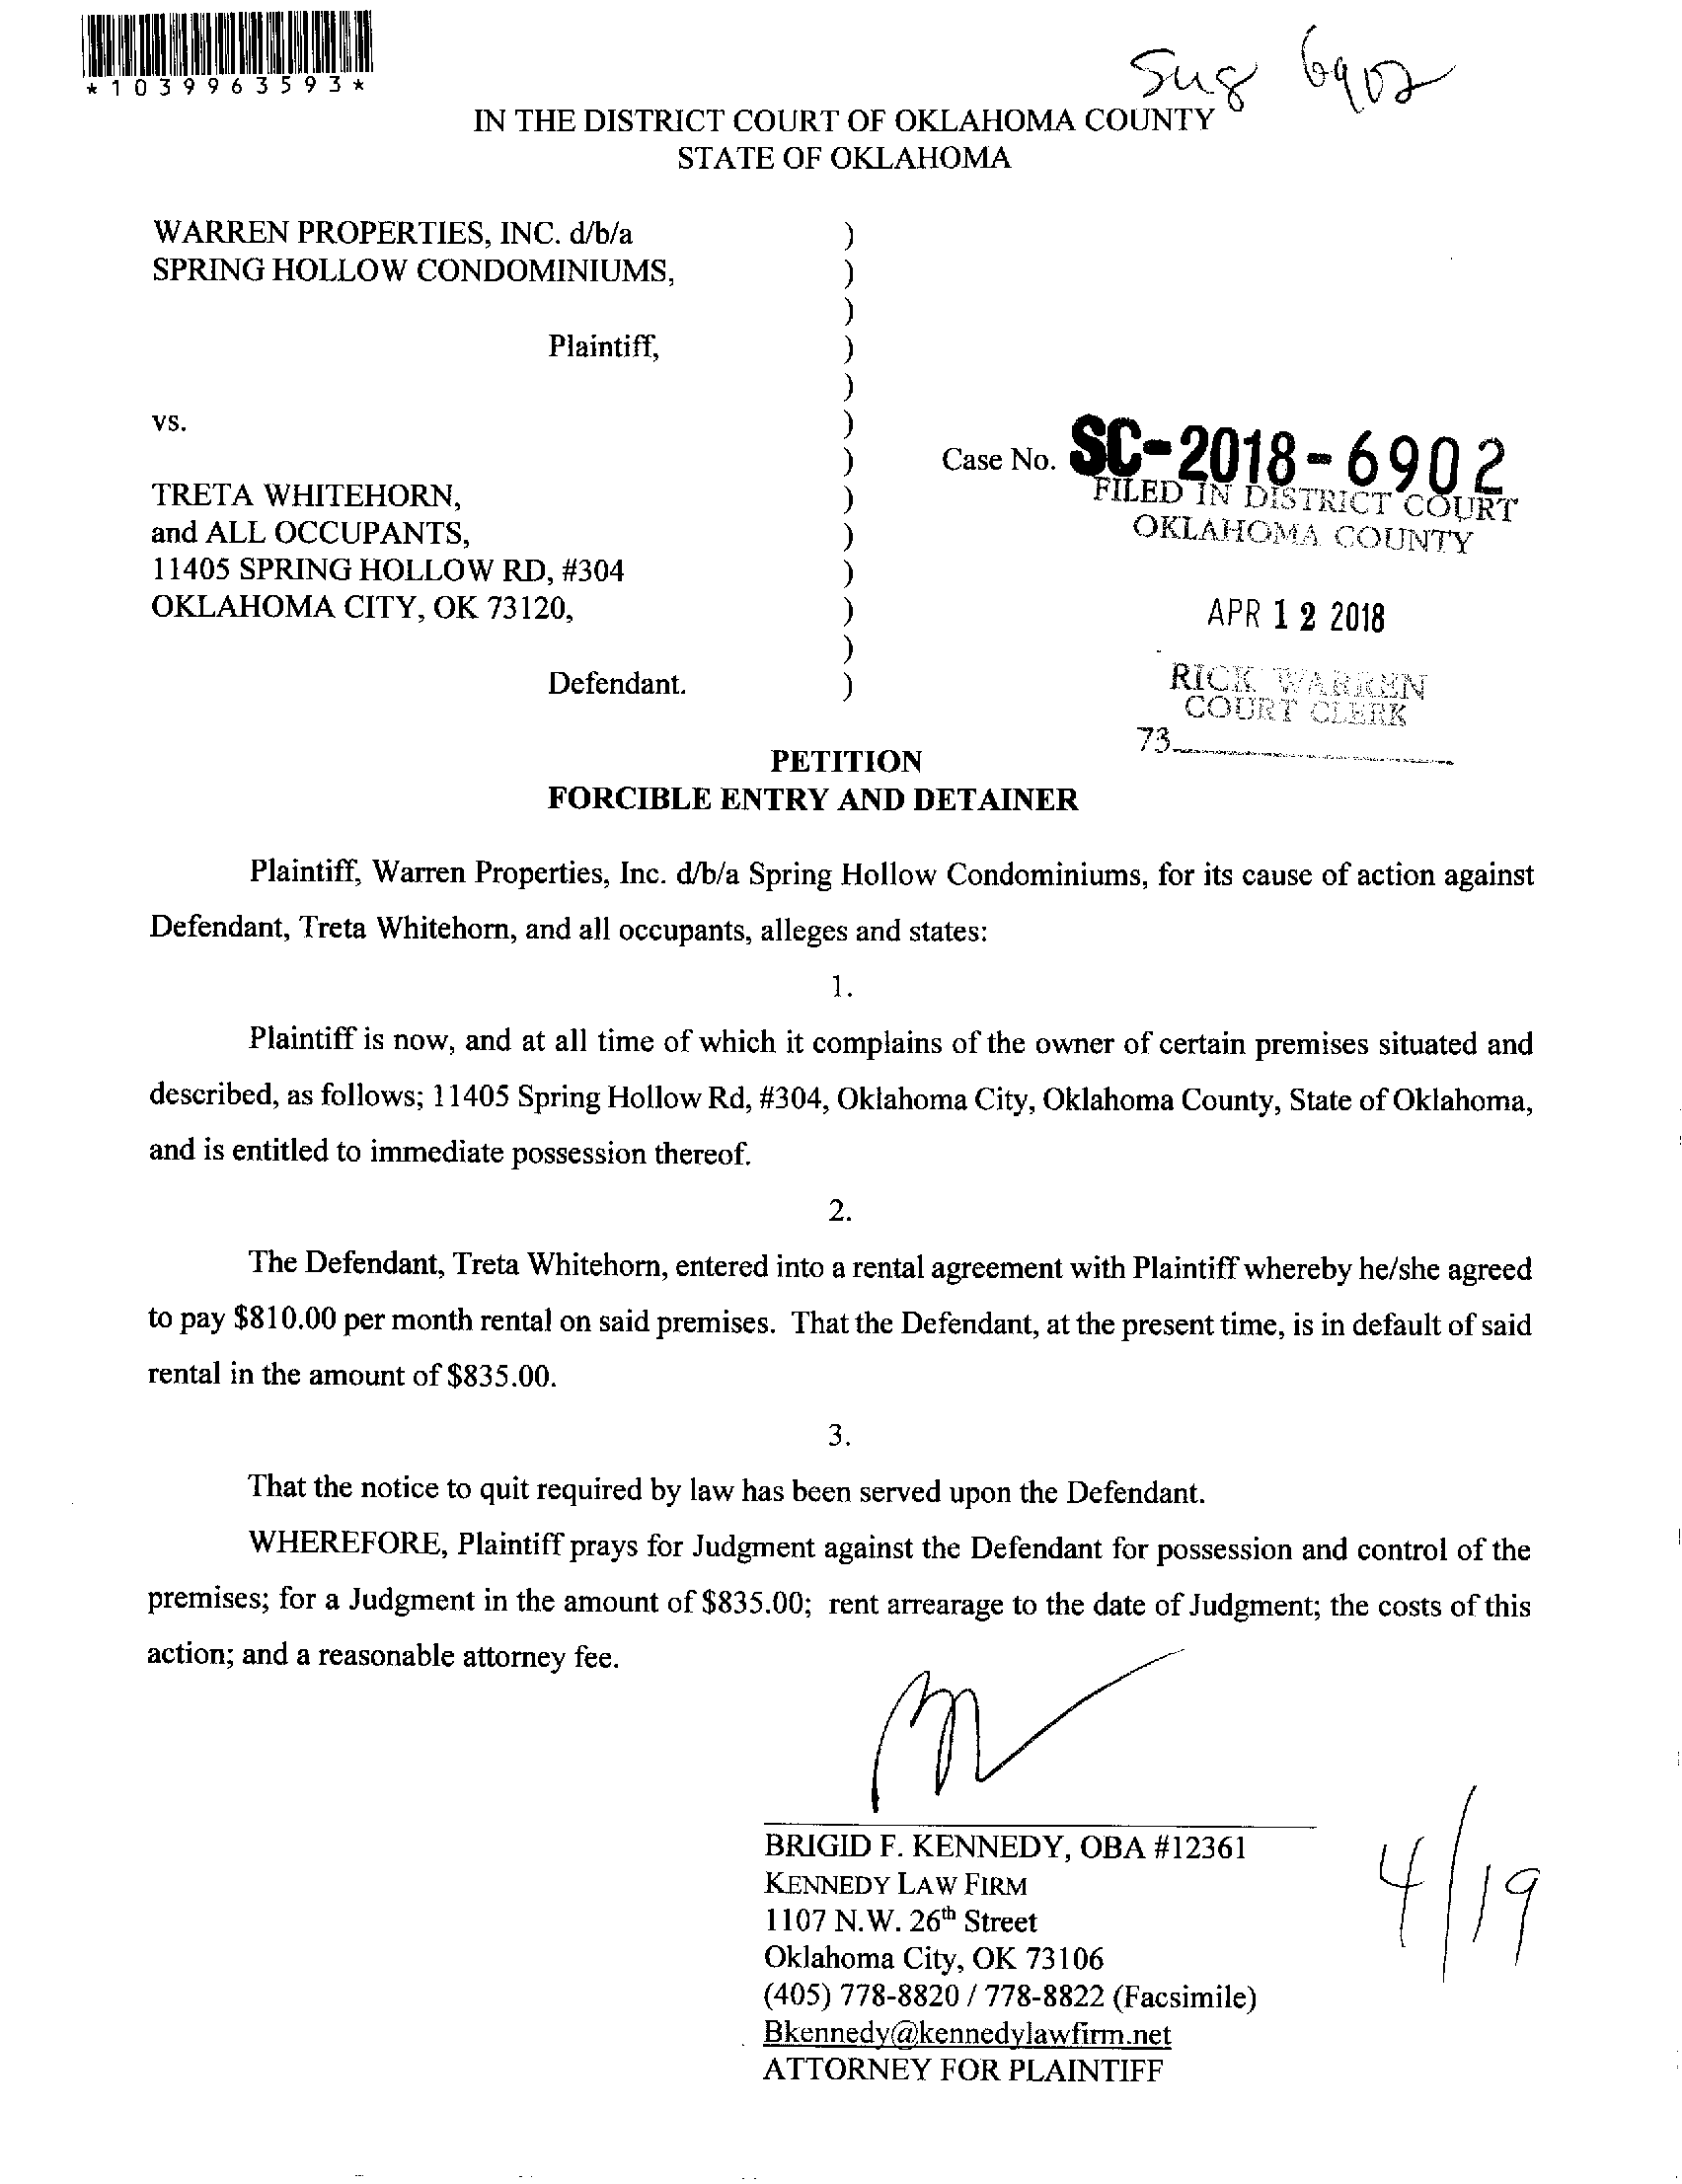 *1039963593*
6902
IN THE DISTRICT COURT OF OKLAHOMA COUNTY
STATE OF OKLAHOMA
WARREN PROPERTIES, INC. d/b/a )
SPRING HOLLOW CONDOMINIUMS, )
)
Plaintiff, )
)
vs. )
) Case No. SC-2018-6902
TRETA WHITEHORN, ) FILED IN DISTRICT COURT
and ALL OCCUPANTS, ) OKLAHOMA COUNTY
11405 SPRING HOLLOW RD, #304 )
OKLAHOMA CITY, OK 73120, ) APR 12 2018
)
Defendant. ) RICK WARREN
COURT CLERK
73
PETITION
FORCIBLE ENTRY AND DETAINER
Plaintiff, Warren Properties, Inc. d/b/a Spring Hollow Condominiums, for its cause of action against
Defendant, Treta Whitehorn, and all occupants, alleges and states:
1.
Plaintiff is now, and at all time of which it complains of the owner of certain premises situated and
described, as follows; 11405 Spring Hollow Rd, #304, Oklahoma City, Oklahoma County, State of Oklahoma,
and is entitled to immediate possession thereof.
2.
The Defendant, Treta Whitehorn, entered into a rental agreement with Plaintiff whereby he/she agreed
to pay $810.00 per month rental on said premises. That the Defendant, at the present time, is in default of said
rental in the amount of $835.00.
3.
That the notice to quit required by law has been served upon the Defendant.
WHEREFORE, Plaintiff prays for Judgment against the Defendant for possession and control of the
premises; for a Judgment in the amount of $835.00; rent arrearage to the date of Judgment; the costs of this
action; and a reasonable attorney fee.
BRIGID F. KENNEDY, OBA #12361
KENNEDY LAW FIRM
1107 N.W. 26th Street
Oklahoma City, OK 73106
(405) 778-8820 / 778-8822 (Facsimile)
Bkennedy@kennedylawfirm.net
ATTORNEY FOR PLAINTIFF
4/19